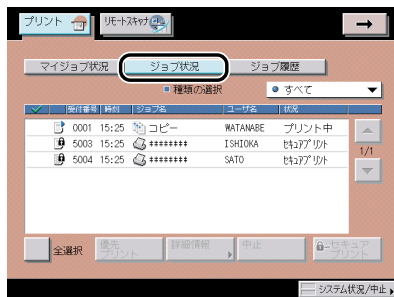 プリント リモートスキャナ
マイジョブ状況 ジョブ状況 ジョブ履歴
種類の選択 すべて
受付番号 時刻 ジョブ名 ユーザ名 状況
0001 15:25 コピー WATANABE プリント中
5003 15:25 ******** ISHIOKA ｾｷｭｱﾌﾟﾘﾝﾄ
5004 15:25 ******** SATO ｾｷｭｱﾌﾟﾘﾝﾄ
1/1
全選択 優先プリント 詳細情報 中止 セキュアプリント
システム状況/中止